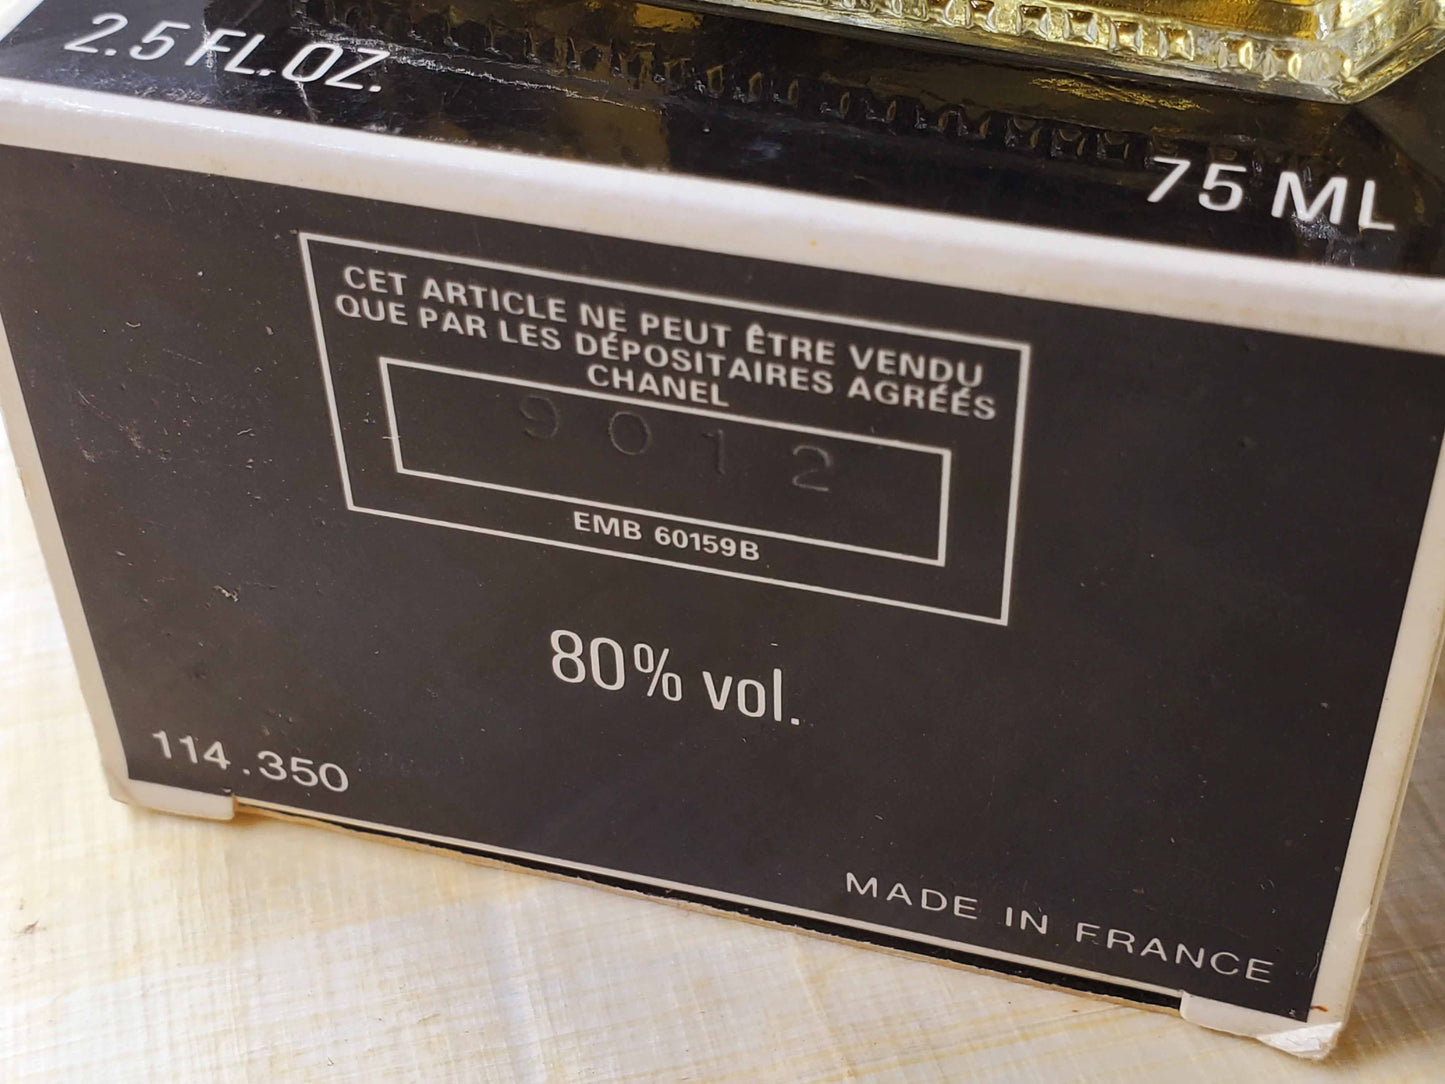 2.5 FL.OZ.
75 ML
CET ARTICLE NE PEUT ÊTRE VENDU
QUE PAR LES DÉPOSITAIRES AGRÉÉS
CHANEL
9012
EMB 60159B
80% vol.
114.350
MADE IN FRANCE